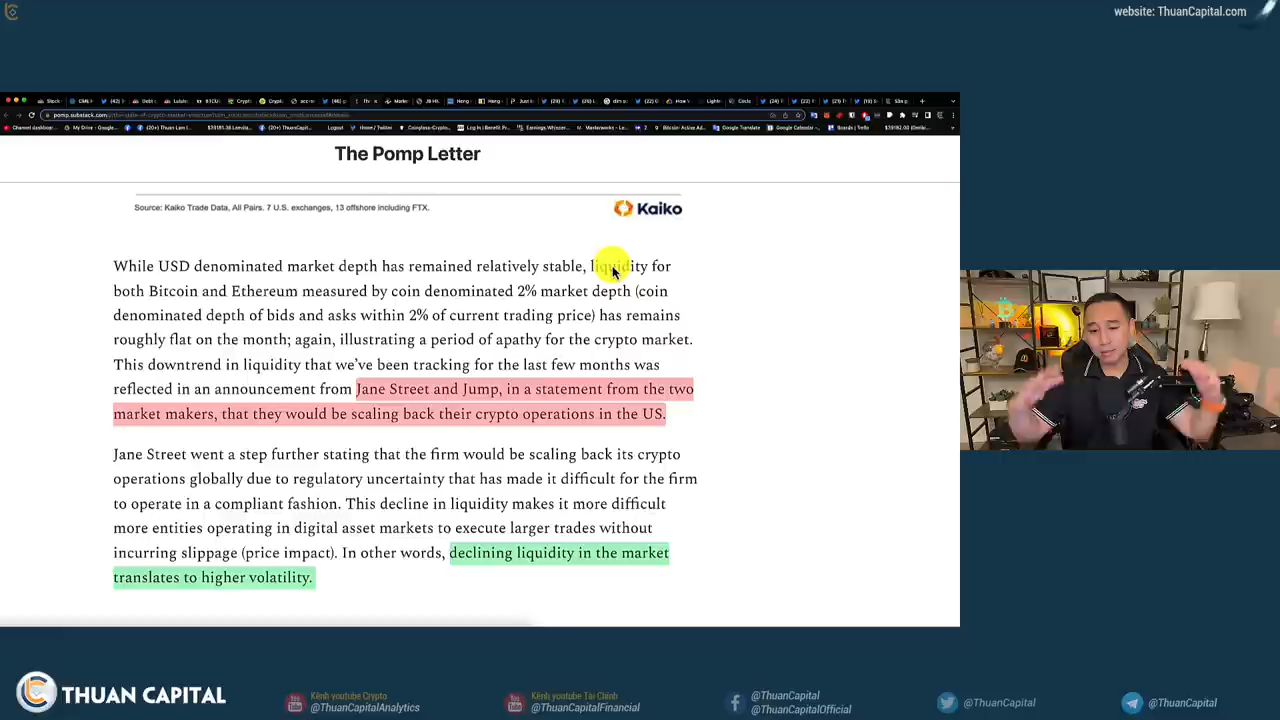 website: ThuanCapital.com
The Pomp Letter
Source: Kaiko Trade Data, All Pairs. 7 U.S. exchanges, 13 offshore including FTX.
Kaiko
While USD denominated market depth has remained relatively stable, liquidity for
both Bitcoin and Ethereum measured by coin denominated 2% market depth (coin
denominated depth of bids and asks within 2% of current trading price) has remains
roughly flat on the month; again, illustrating a period of apathy for the crypto market.
This downtrend in liquidity that we've been tracking for the last few months was
reflected in an announcement from Jane Street and Jump, in a statement from the two
market makers, that they would be scaling back their crypto operations in the US.
Jane Street went a step further stating that the firm would be scaling back its crypto
operations globally due to regulatory uncertainty that has made it difficult for the firm
to operate in a compliant fashion. This decline in liquidity makes it more difficult
more entities operating in digital asset markets to execute larger trades without
incurring slippage (price impact). In other words, declining liquidity in the market
translates to higher volatility.
THUAN CAPITAL
Kênh youtube Crypto
@ThuanCapitalAnalytics
Kênh youtube Tài Chính
@ThuanCapitalFinancial
@ThuanCapital
@ThuanCapitalOfficial
@ThuanCapital
@ThuanCapital